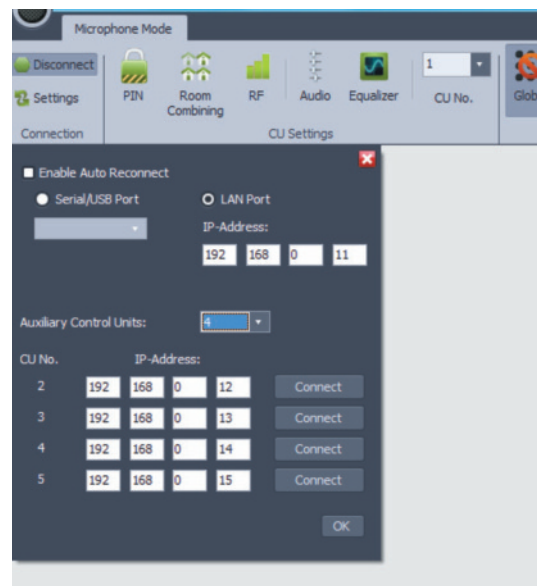 Microphone Mode
Disconnect
Settings
Connection
PIN
Room
Combining
RF
Audio
Equalizer
CU Settings
1
CU No.
Enable Auto Reconnect
Serial/USB Port
LAN Port
IP-Address:
192 168 0 11
Auxiliary Control Units: 4
CU No. IP-Address:
2 192 168 0 12 Connect
3 192 168 0 13 Connect
4 192 168 0 14 Connect
5 192 168 0 15 Connect
OK